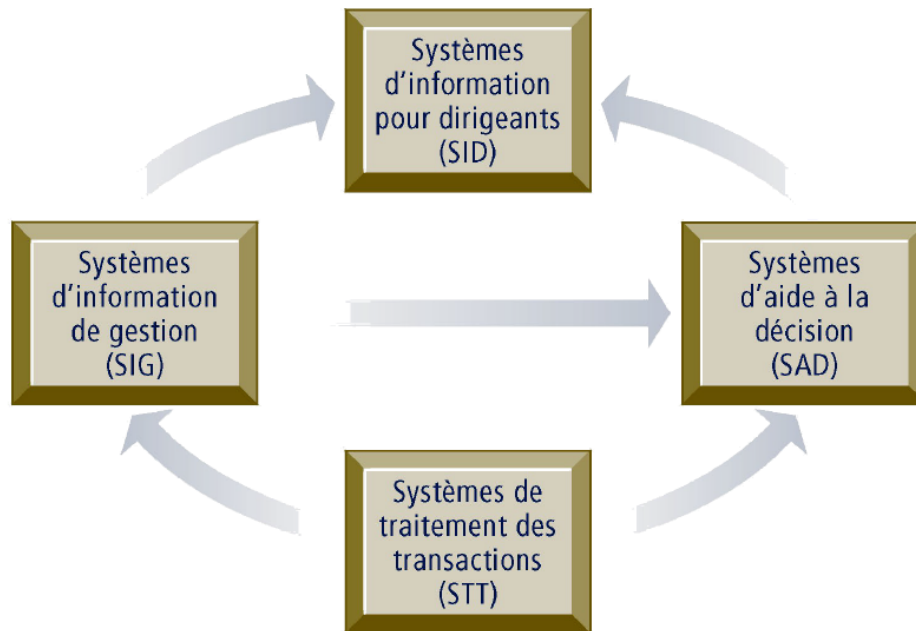 Systèmes
d'information
pour dirigeants
(SID)
Systèmes
d'information
de gestion
(SIG)
Systèmes
d'aide à la
décision
(SAD)
Systèmes de
traitement des
transactions
(STT)